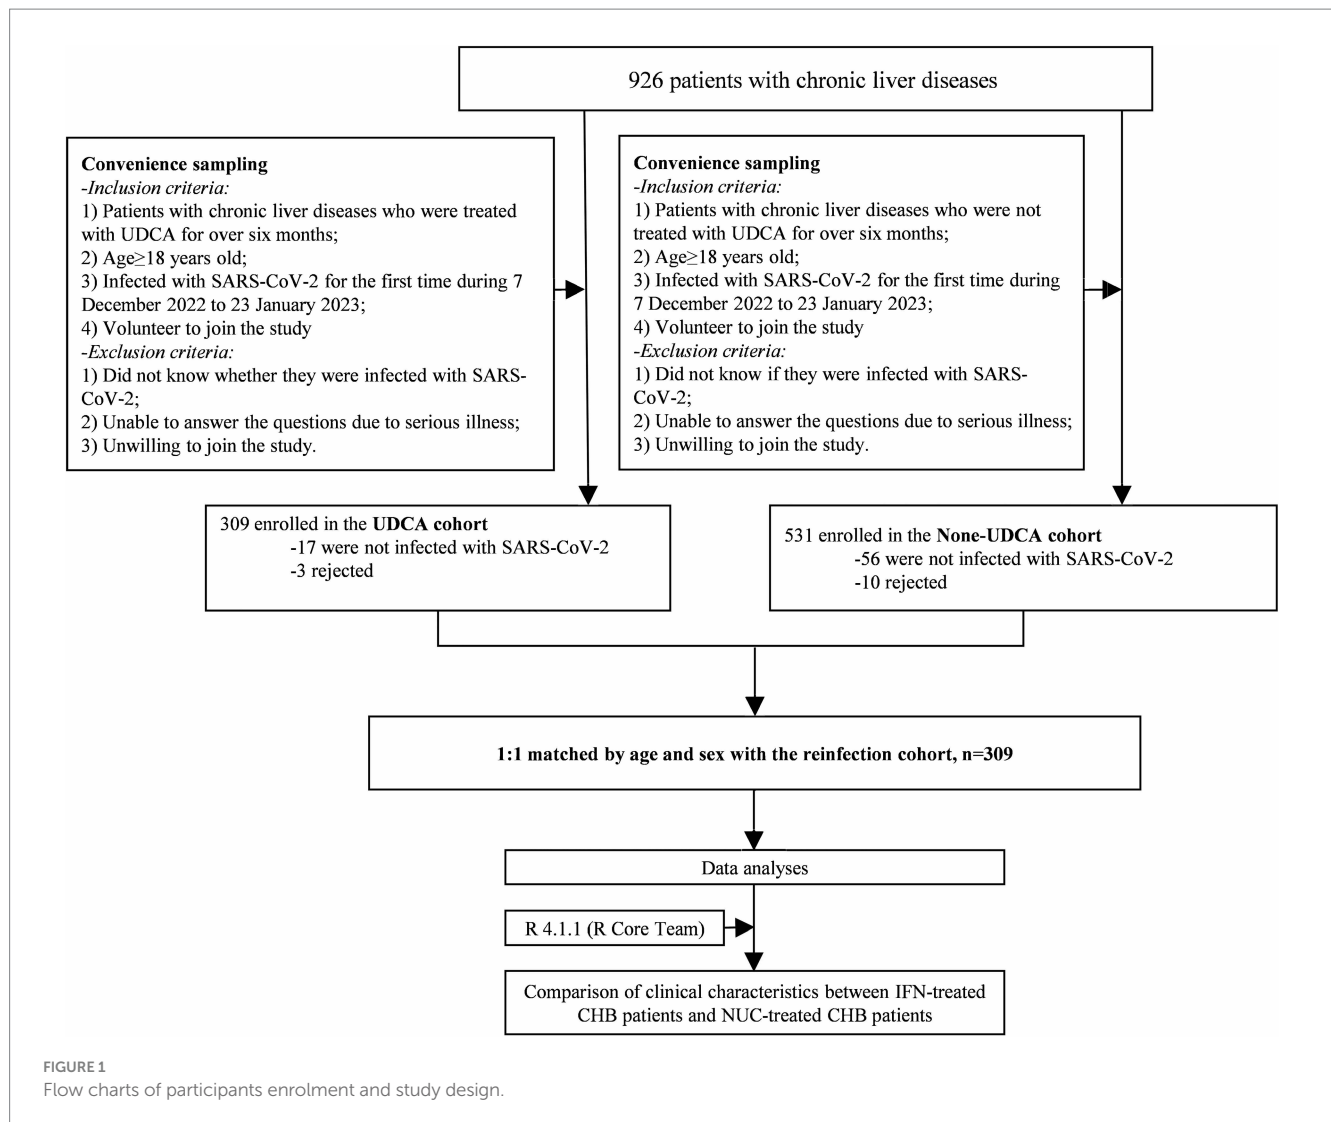 926 patients with chronic liver diseases
Convenience sampling
-Inclusion criteria:
1) Patients with chronic liver diseases who were treated
with UDCA for over six months;
2) Age≥18 years old;
3) Infected with SARS-CoV-2 for the first time during 7
December 2022 to 23 January 2023;
4) Volunteer to join the study
-Exclusion criteria:
1) Did not know whether they were infected with SARS-
CoV-2;
2) Unable to answer the questions due to serious illness;
3) Unwilling to join the study.
Convenience sampling
-Inclusion criteria:
1) Patients with chronic liver diseases who were not
treated with UDCA for over six months;
2) Age≥18 years old;
3) Infected with SARS-CoV-2 for the first time during
7 December 2022 to 23 January 2023;
4) Volunteer to join the study
-Exclusion criteria:
1) Did not know if they were infected with SARS-
CoV-2;
2) Unable to answer the questions due to serious illness;
3) Unwilling to join the study.
309 enrolled in the UDCA cohort
-17 were not infected with SARS-CoV-2
-3 rejected
531 enrolled in the None-UDCA cohort
-56 were not infected with SARS-CoV-2
-10 rejected
1:1 matched by age and sex with the reinfection cohort, n=309
Data analyses
R 4.1.1 (R Core Team)
Comparison of clinical characteristics between IFN-treated
CHB patients and NUC-treated CHB patients
FIGURE 1
Flow charts of participants enrolment and study design.